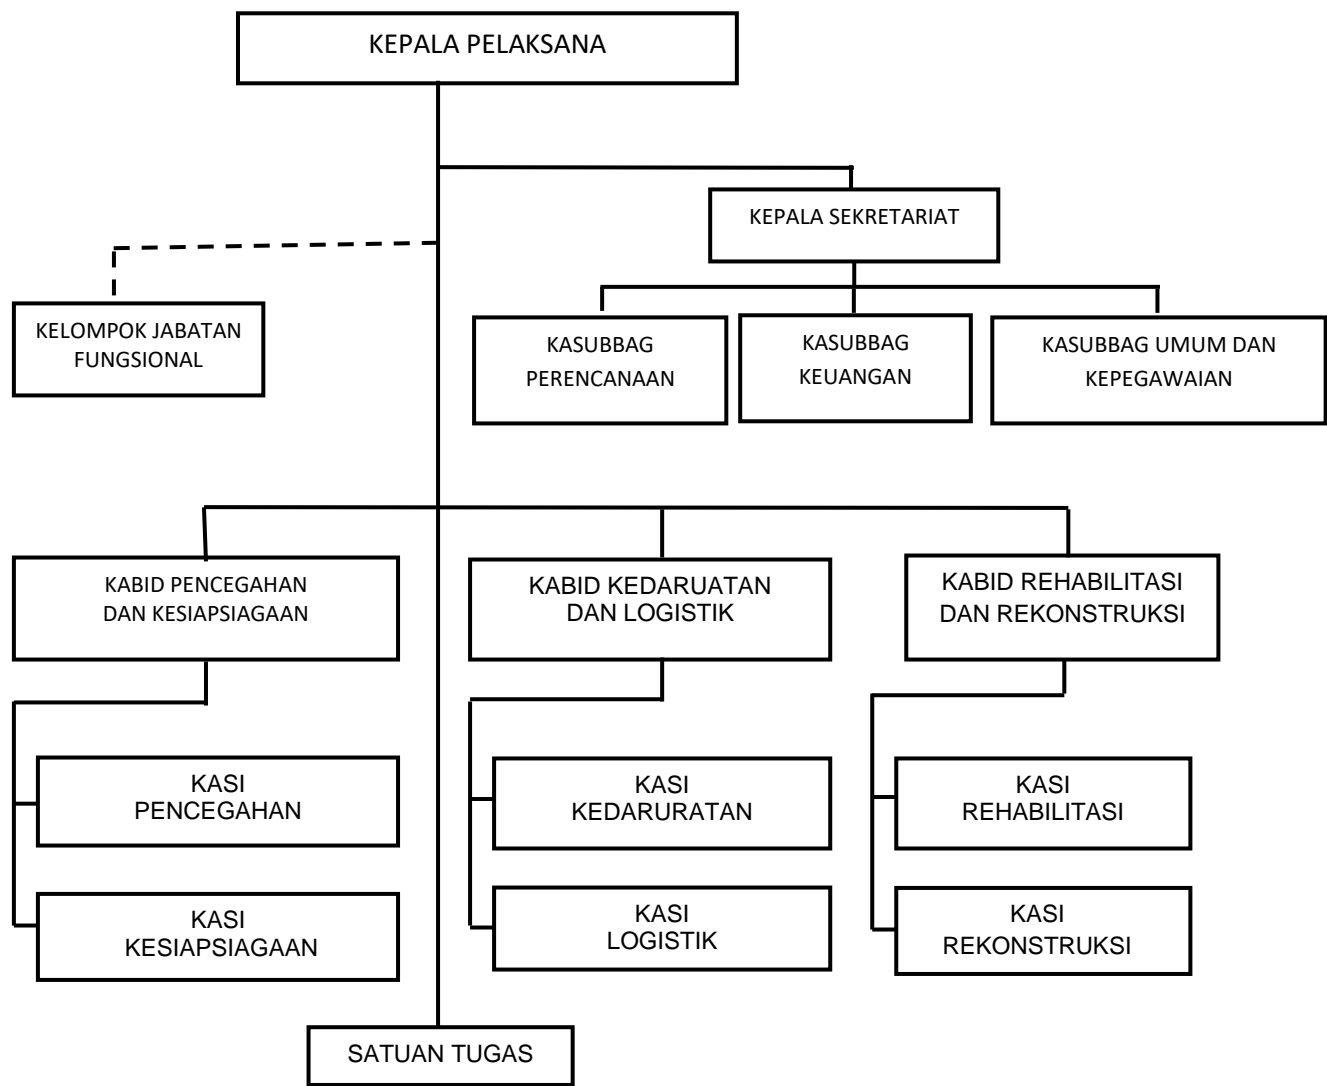 KEPALA PELAKSANA
KEPALA SEKRETARIAT
KELOMPOK JABATAN
FUNGSIONAL
KASUBBAG
PERENCANAAN
KASUBBAG
KEUANGAN
KASUBBAG UMUM DAN
KEPEGAWAIAN
KABID PENCEGAHAN
DAN KESIAPSIAGAAN
KABID KEDARUATAN
DAN LOGISTIK
KABID REHABILITASI
DAN REKONSTRUKSI
KASI
PENCEGAHAN
KASI
KEDARURATAN
KASI
REHABILITASI
KASI
KESIAPSIAGAAN
KASI
LOGISTIK
KASI
REKONSTRUKSI
SATUAN TUGAS